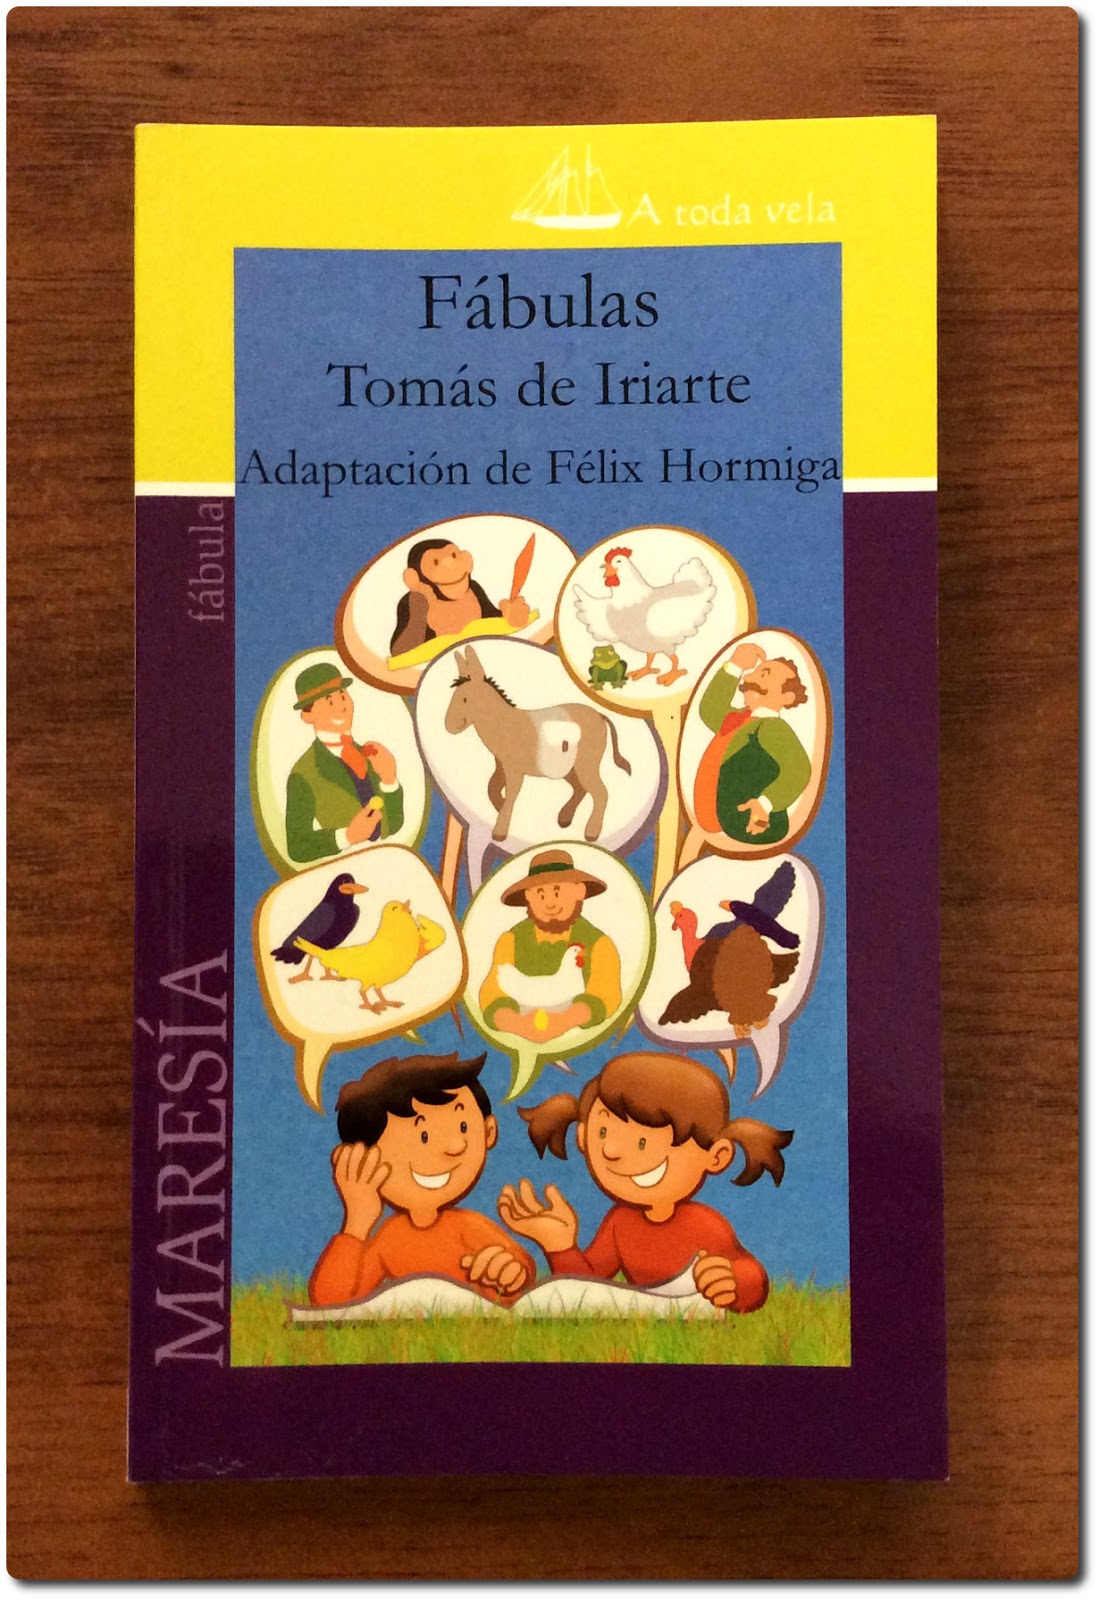 A toda vela
Fábulas
Tomás de Iriarte
Adaptación de Félix Hormiga
fábula
MARESÍA